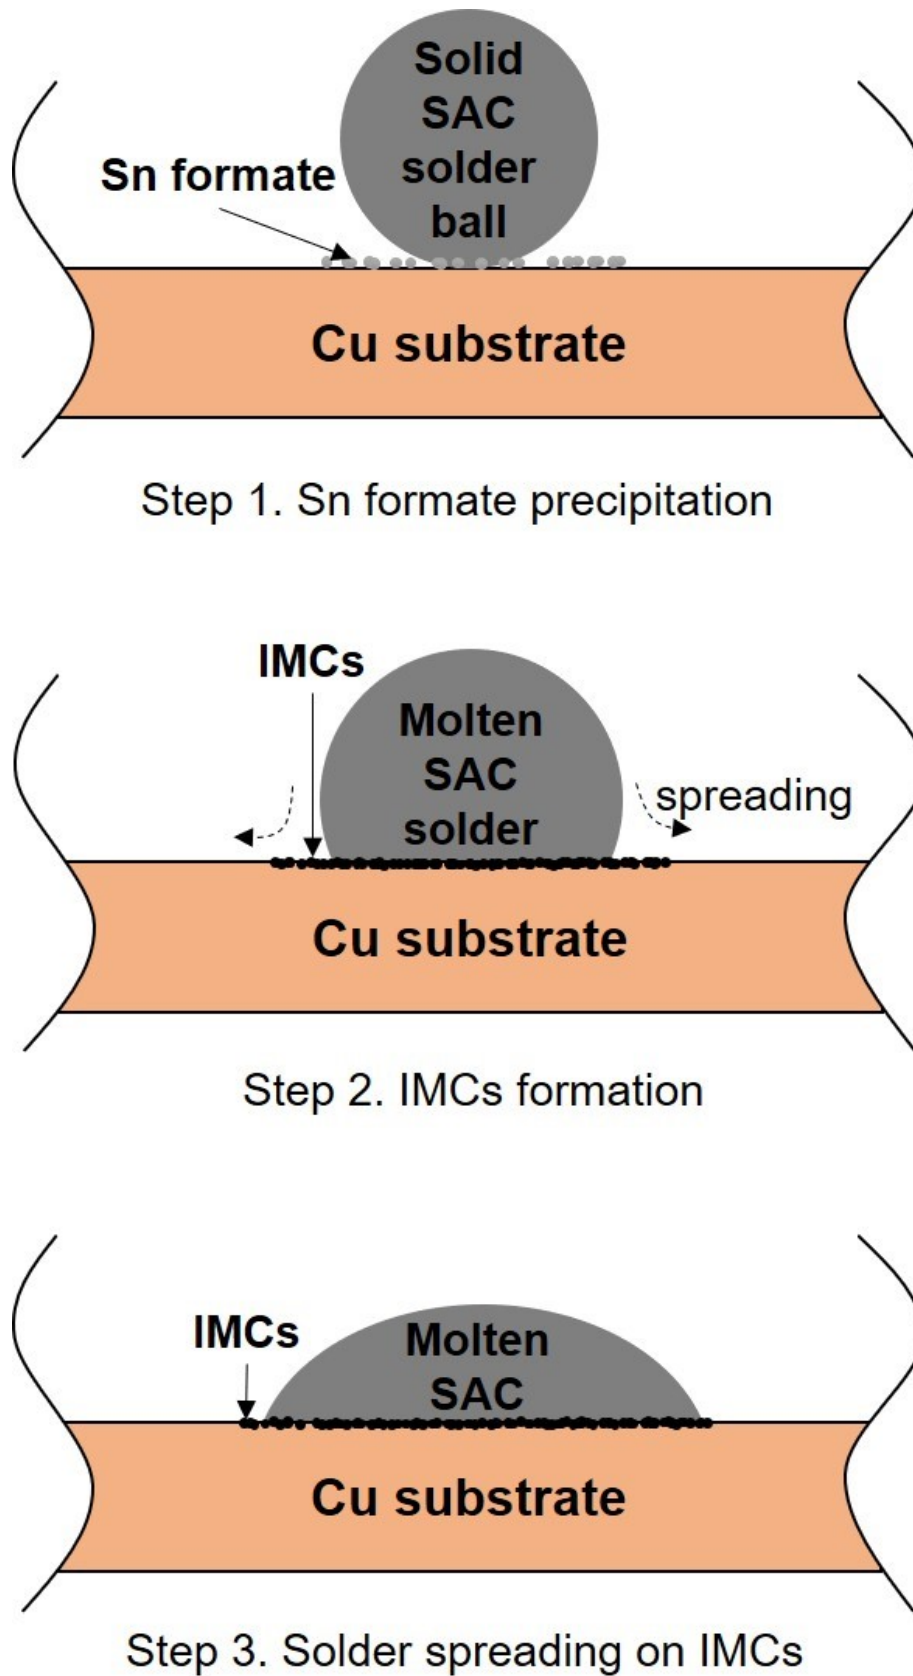 Solid
SAC
solder
ball
Sn formate
Cu substrate
Step 1. Sn formate precipitation
IMCs
Molten
SAC
solder
spreading
Cu substrate
Step 2. IMCs formation
IMCs
Molten
SAC
Cu substrate
Step 3. Solder spreading on IMCs